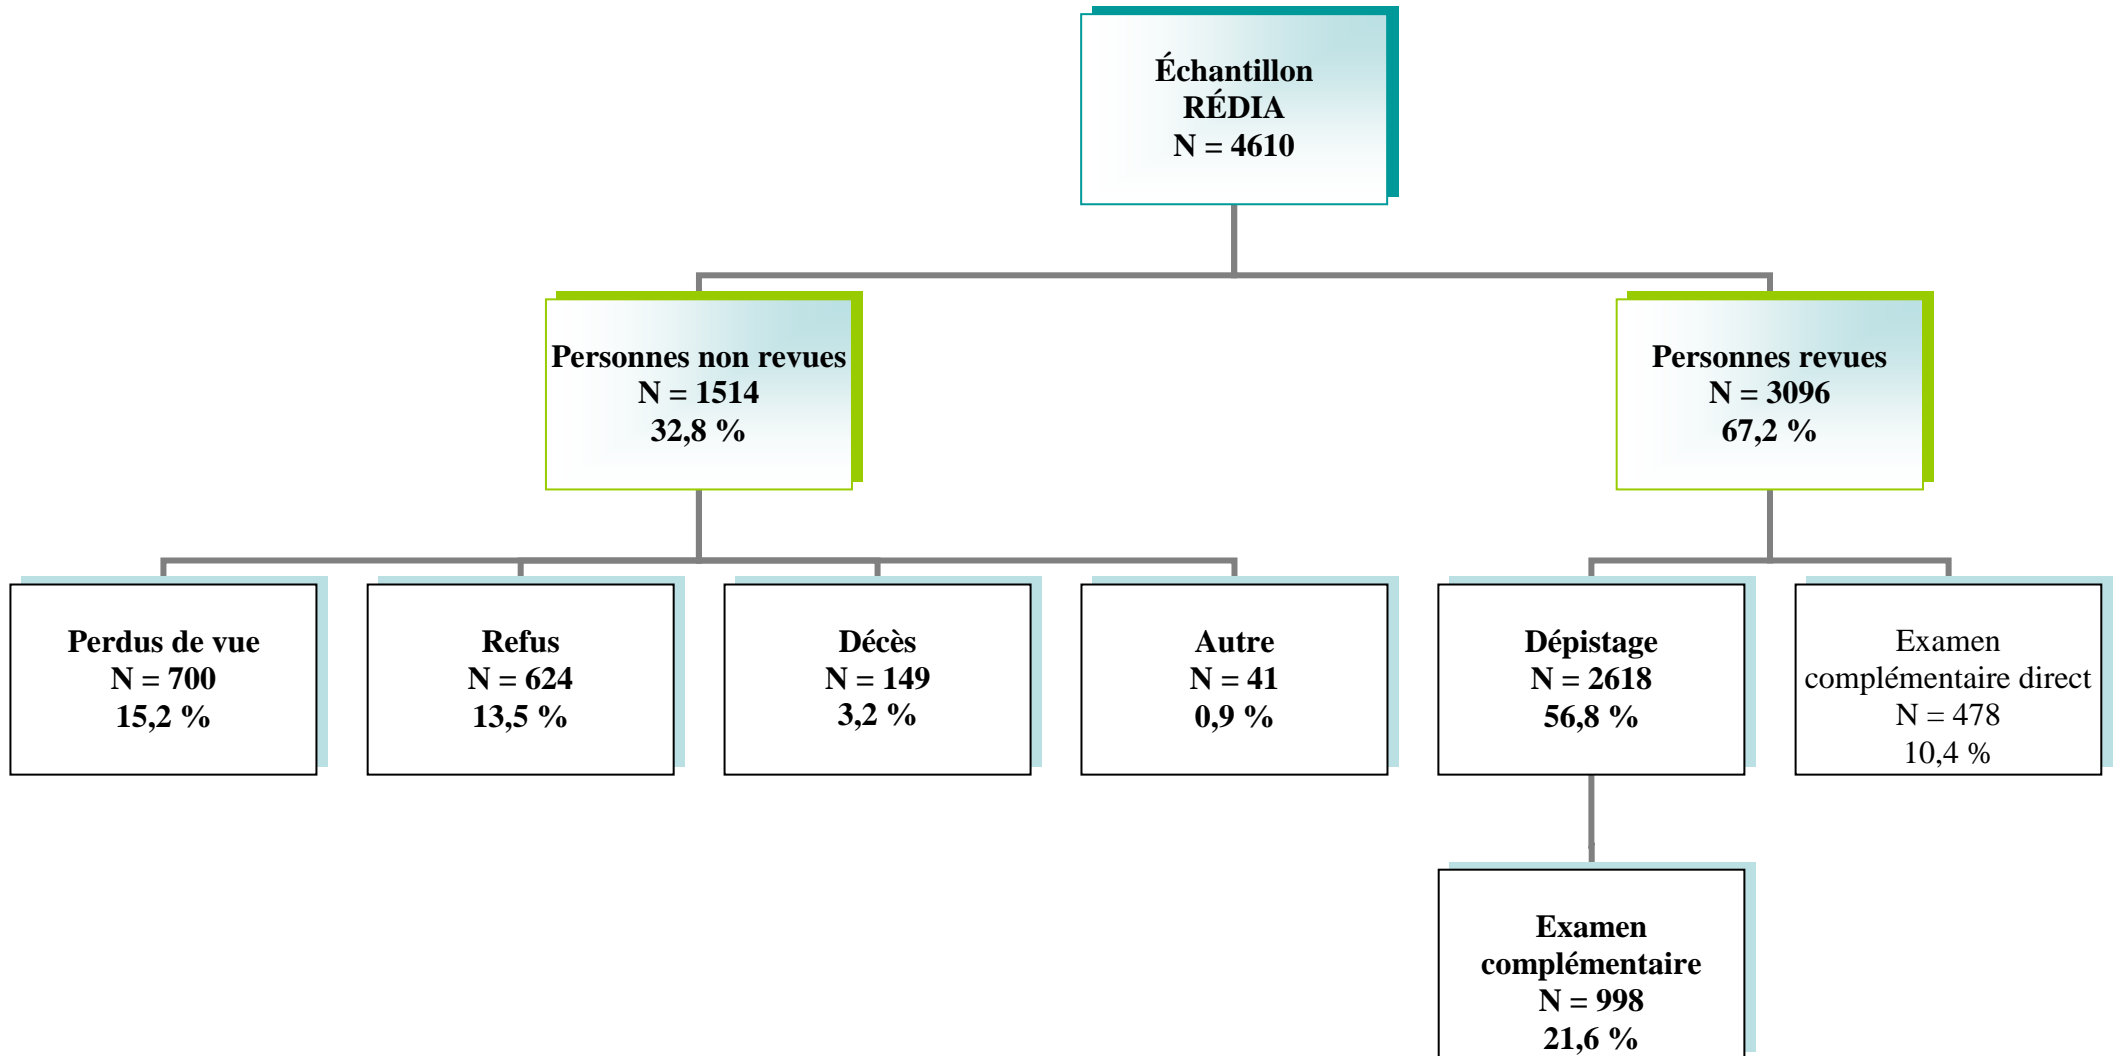 Échantillon
RÉDIA
N = 4610
Personnes non revues
N = 1514
32,8 %
Personnes revues
N = 3096
67,2 %
Perdus de vue
N = 700
15,2 %
Refus
N = 624
13,5 %
Décès
N = 149
3,2 %
Autre
N = 41
0,9 %
Dépistage
N = 2618
56,8 %
Examen
complémentaire direct
N = 478
10,4 %
Examen
complémentaire
N = 998
21,6 %